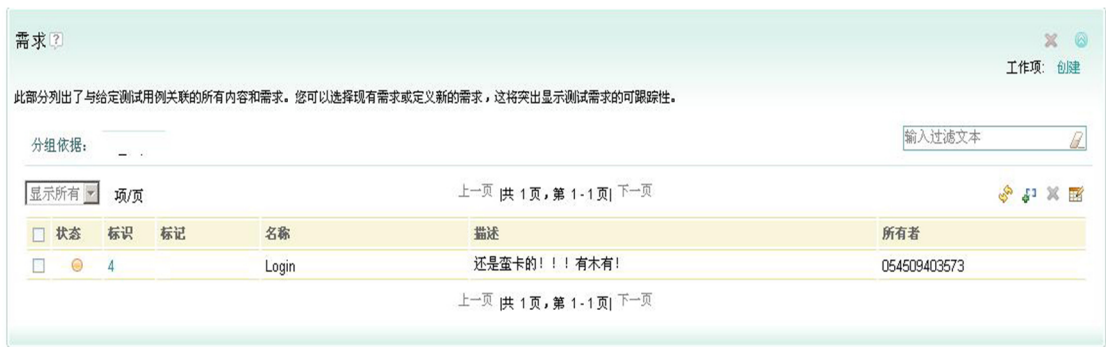 需求 ?
工作项: 创建
此部分列出了与给定测试用例关联的所有内容和需求。您可以选择现有需求或定义新的需求,这将突出显示测试需求的可跟踪性。
分组依据:
输入过滤文本
显示所有 项/页 上一页 |共 1 页,第 1 - 1 页| 下一页
状态 标识 标记 名称 描述 所有者
4 Login 还是蛮卡的!!!有木有! 054509403573
上一页 |共 1 页,第 1 - 1 页| 下一页